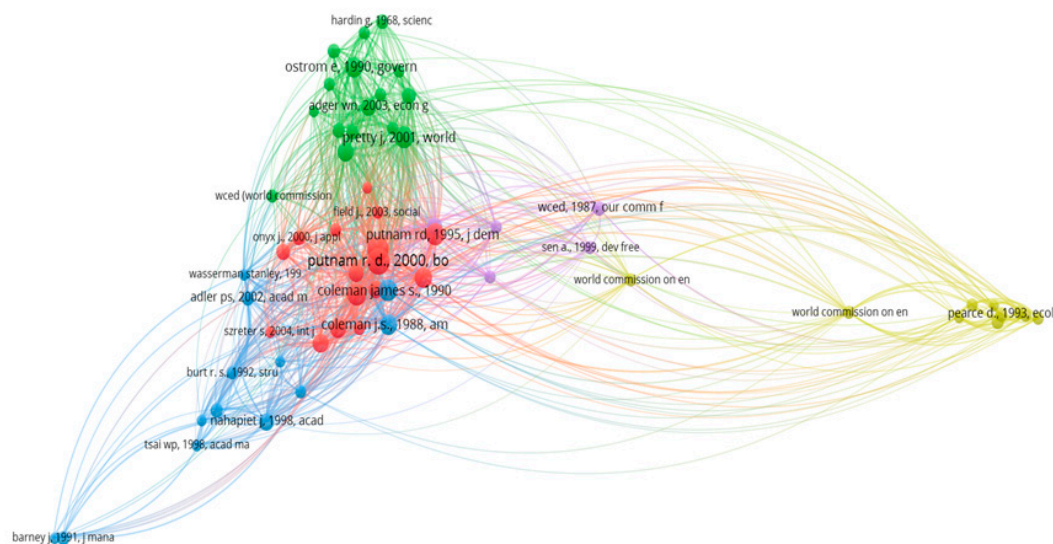 hardin g, 1968, scienc
ostrom e, 1990, govern
adger wn, 2003, econ g
pretty j, 2001, world
wced (world commission
field j., 2003, social
wced, 1987, our comm f
onyx j., 2000, j appl
putnam rd, 1995, j dem
sen a., 1999, dev free
putnam r. d., 2000, bo
wasserman stanley, 199
world commission on en
coleman james s., 1990
adler ps, 2002, acad m
world commission on en
pearce d., 1993, ecol
coleman j.s., 1988, am
szreter s, 2004, int j
burt r. s., 1992, stru
nahapiet j, 1998, acad
tsai wp, 1998, acad ma
barney j, 1991, j mana